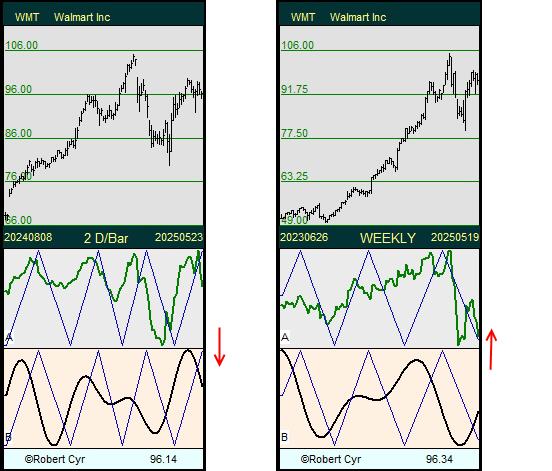 WMT Walmart Inc
106.00
96.00
86.00
76.00
66.00
20240808 2 D/Bar 20250523
A
B
©Robert Cyr 96.14
WMT Walmart Inc
106.00
91.75
77.50
63.25
49.00
20230626 WEEKLY 20250519
A
B
©Robert Cyr 96.34